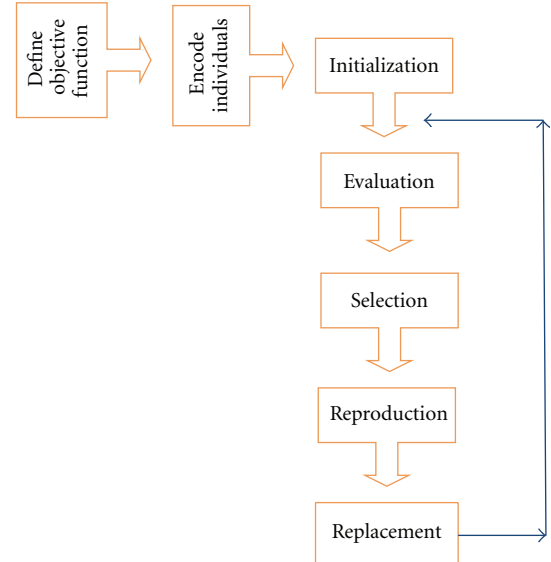 Define
objective
function
Encode
individuals
Initialization
Evaluation
Selection
Reproduction
Replacement